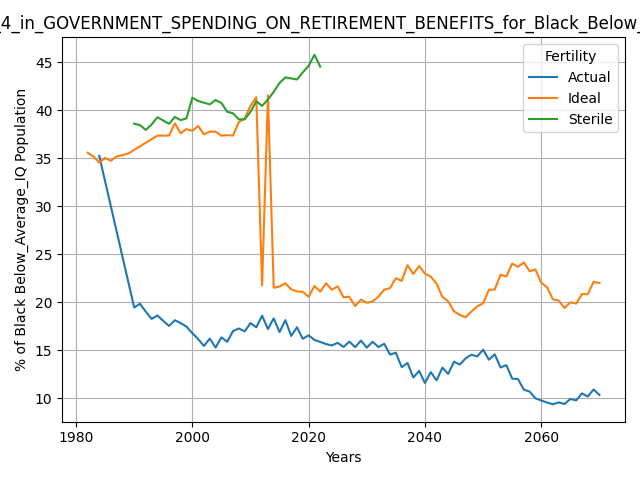 _4_in_GOVERNMENT_SPENDING_ON_RETIREMENT_BENEFITS_for_Black_Below_
Fertility
Actual
Ideal
Sterile
% of Black Below_Average_IQ Population
45
40
35
30
25
20
15
10
1980
2000
2020
2040
2060
Years